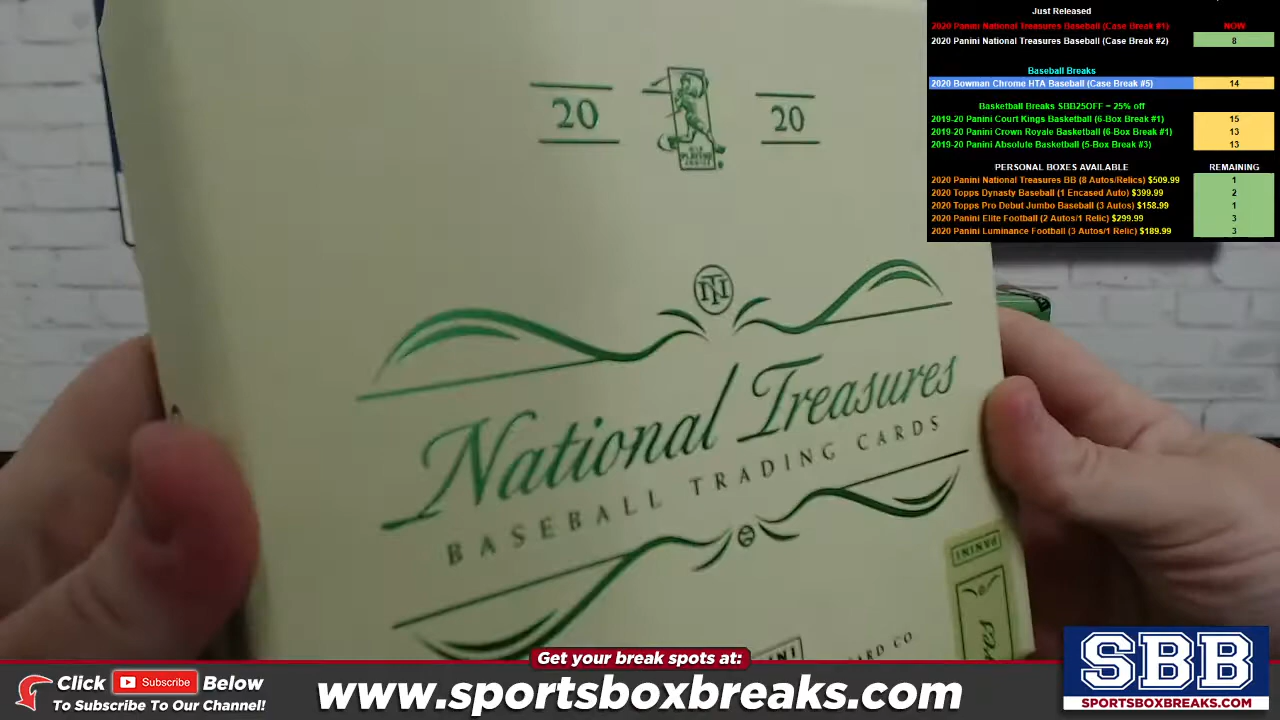 Just Released
2020 Panini National Treasures Baseball (Case Break #1) NOW
2020 Panini National Treasures Baseball (Case Break #2) 8
Baseball Breaks
2020 Bowman Chrome HTA Baseball (Case Break #5) 14
Basketball Breaks SBB25OFF = 25% off
2019-20 Panini Court Kings Basketball (6-Box Break #1) 15
2019-20 Panini Crown Royale Basketball (6-Box Break #1) 13
2019-20 Panini Absolute Basketball (5-Box Break #3) 13
PERSONAL BOXES AVAILABLE REMAINING
2020 Panini National Treasures BB (8 Autos/Relics) $509.99 1
2020 Topps Dynasty Baseball (1 Encased Auto) $399.99 2
2020 Topps Pro Debut Jumbo Baseball (3 Autos) $158.99 1
2020 Panini Elite Football (2 Autos/1 Relic) $299.99 3
2020 Panini Luminance Football (3 Autos/1 Relic) $189.99 3
20 20
PLAYERS
NT
National Treasures
BASEBALL TRADING CARDS
PANINI
Get your break spots at:
Click Subscribe Below
To Subscribe To Our Channel!
www.sportsboxbreaks.com
SBB
SPORTSBOXBREAKS.COM